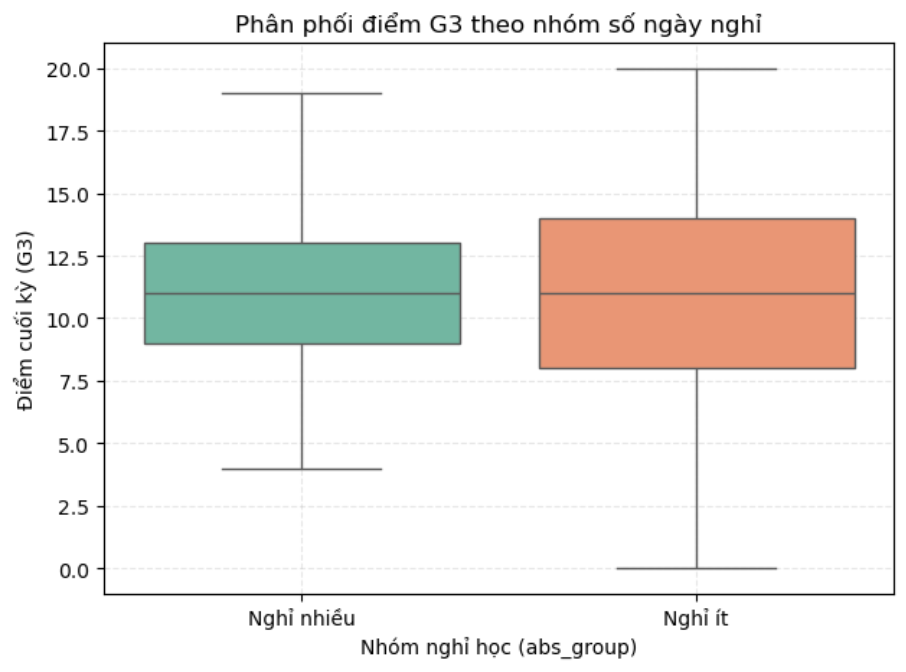 Phân phối điểm G3 theo nhóm số ngày nghỉ
20.0
17.5
15.0
12.5
10.0
7.5
5.0
2.5
0.0
Điểm cuối kỳ (G3)
Nghỉ nhiều
Nghỉ ít
Nhóm nghỉ học (abs_group)